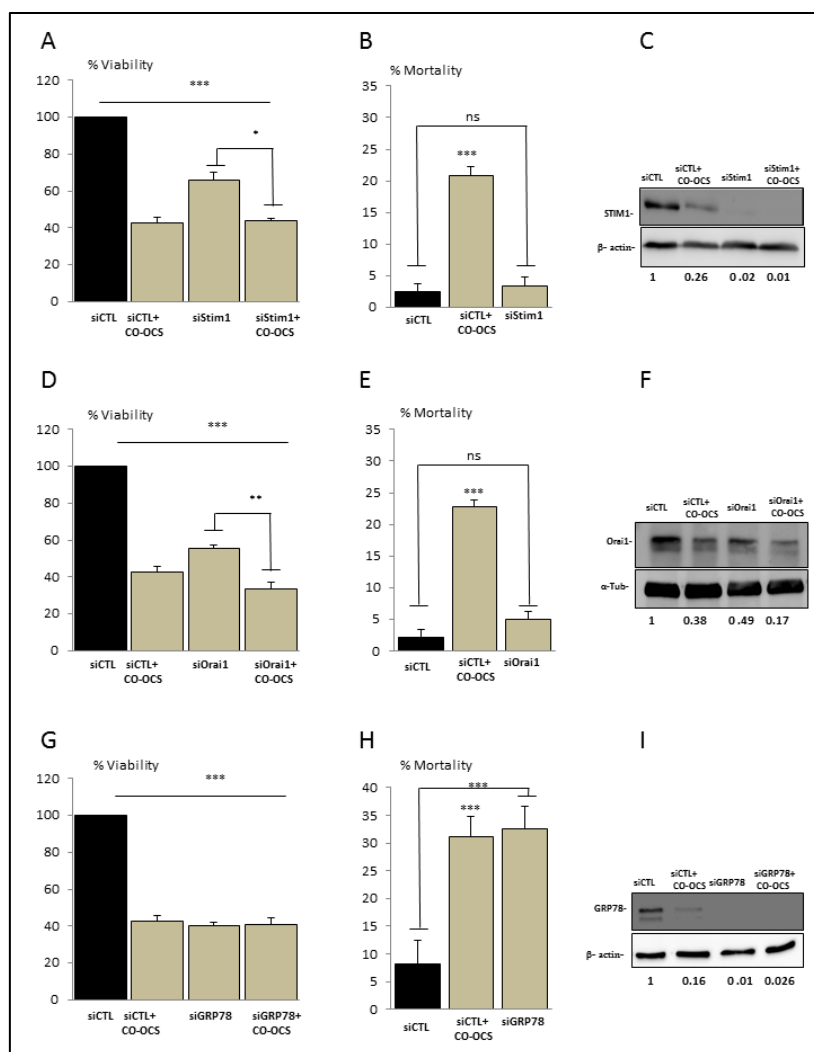 A
% Viability
120
100
80
60
40
20
0
***
*
siCTL
siCTL+
CO-OCS
siStim1
siStim1+
CO-OCS
B
% Mortality
35
30
25
20
15
10
5
0
ns
***
siCTL
siCTL+
CO-OCS
siStim1
C
siCTL
siCTL+
CO-OCS
siStim1
siStim1+
CO-OCS
STIM1-
β- actin-
1 0.26 0.02 0.01
D
% Viability
120
100
80
60
40
20
0
***
**
siCTL
siCTL+
CO-OCS
siOrai1
siOrai1+
CO-OCS
E
% Mortality
35
30
25
20
15
10
5
0
ns
***
siCTL
siCTL+
CO-OCS
siOrai1
F
siCTL
siCTL+
CO-OCS
siOrai1
siOrai1+
CO-OCS
Orai1-
α-Tub-
1 0.38 0.49 0.17
G
% Viability
120
100
80
60
40
20
0
***
siCTL
siCTL+
CO-OCS
siGRP78
siGRP78+
CO-OCS
H
% Mortality
40
35
30
25
20
15
10
5
0
***
***
siCTL
siCTL+
CO-OCS
siGRP78
I
siCTL
siCTL+
CO-OCS
siGRP78
siGRP78+
CO-OCS
GRP78-
β- actin-
1 0.16 0.01 0.026